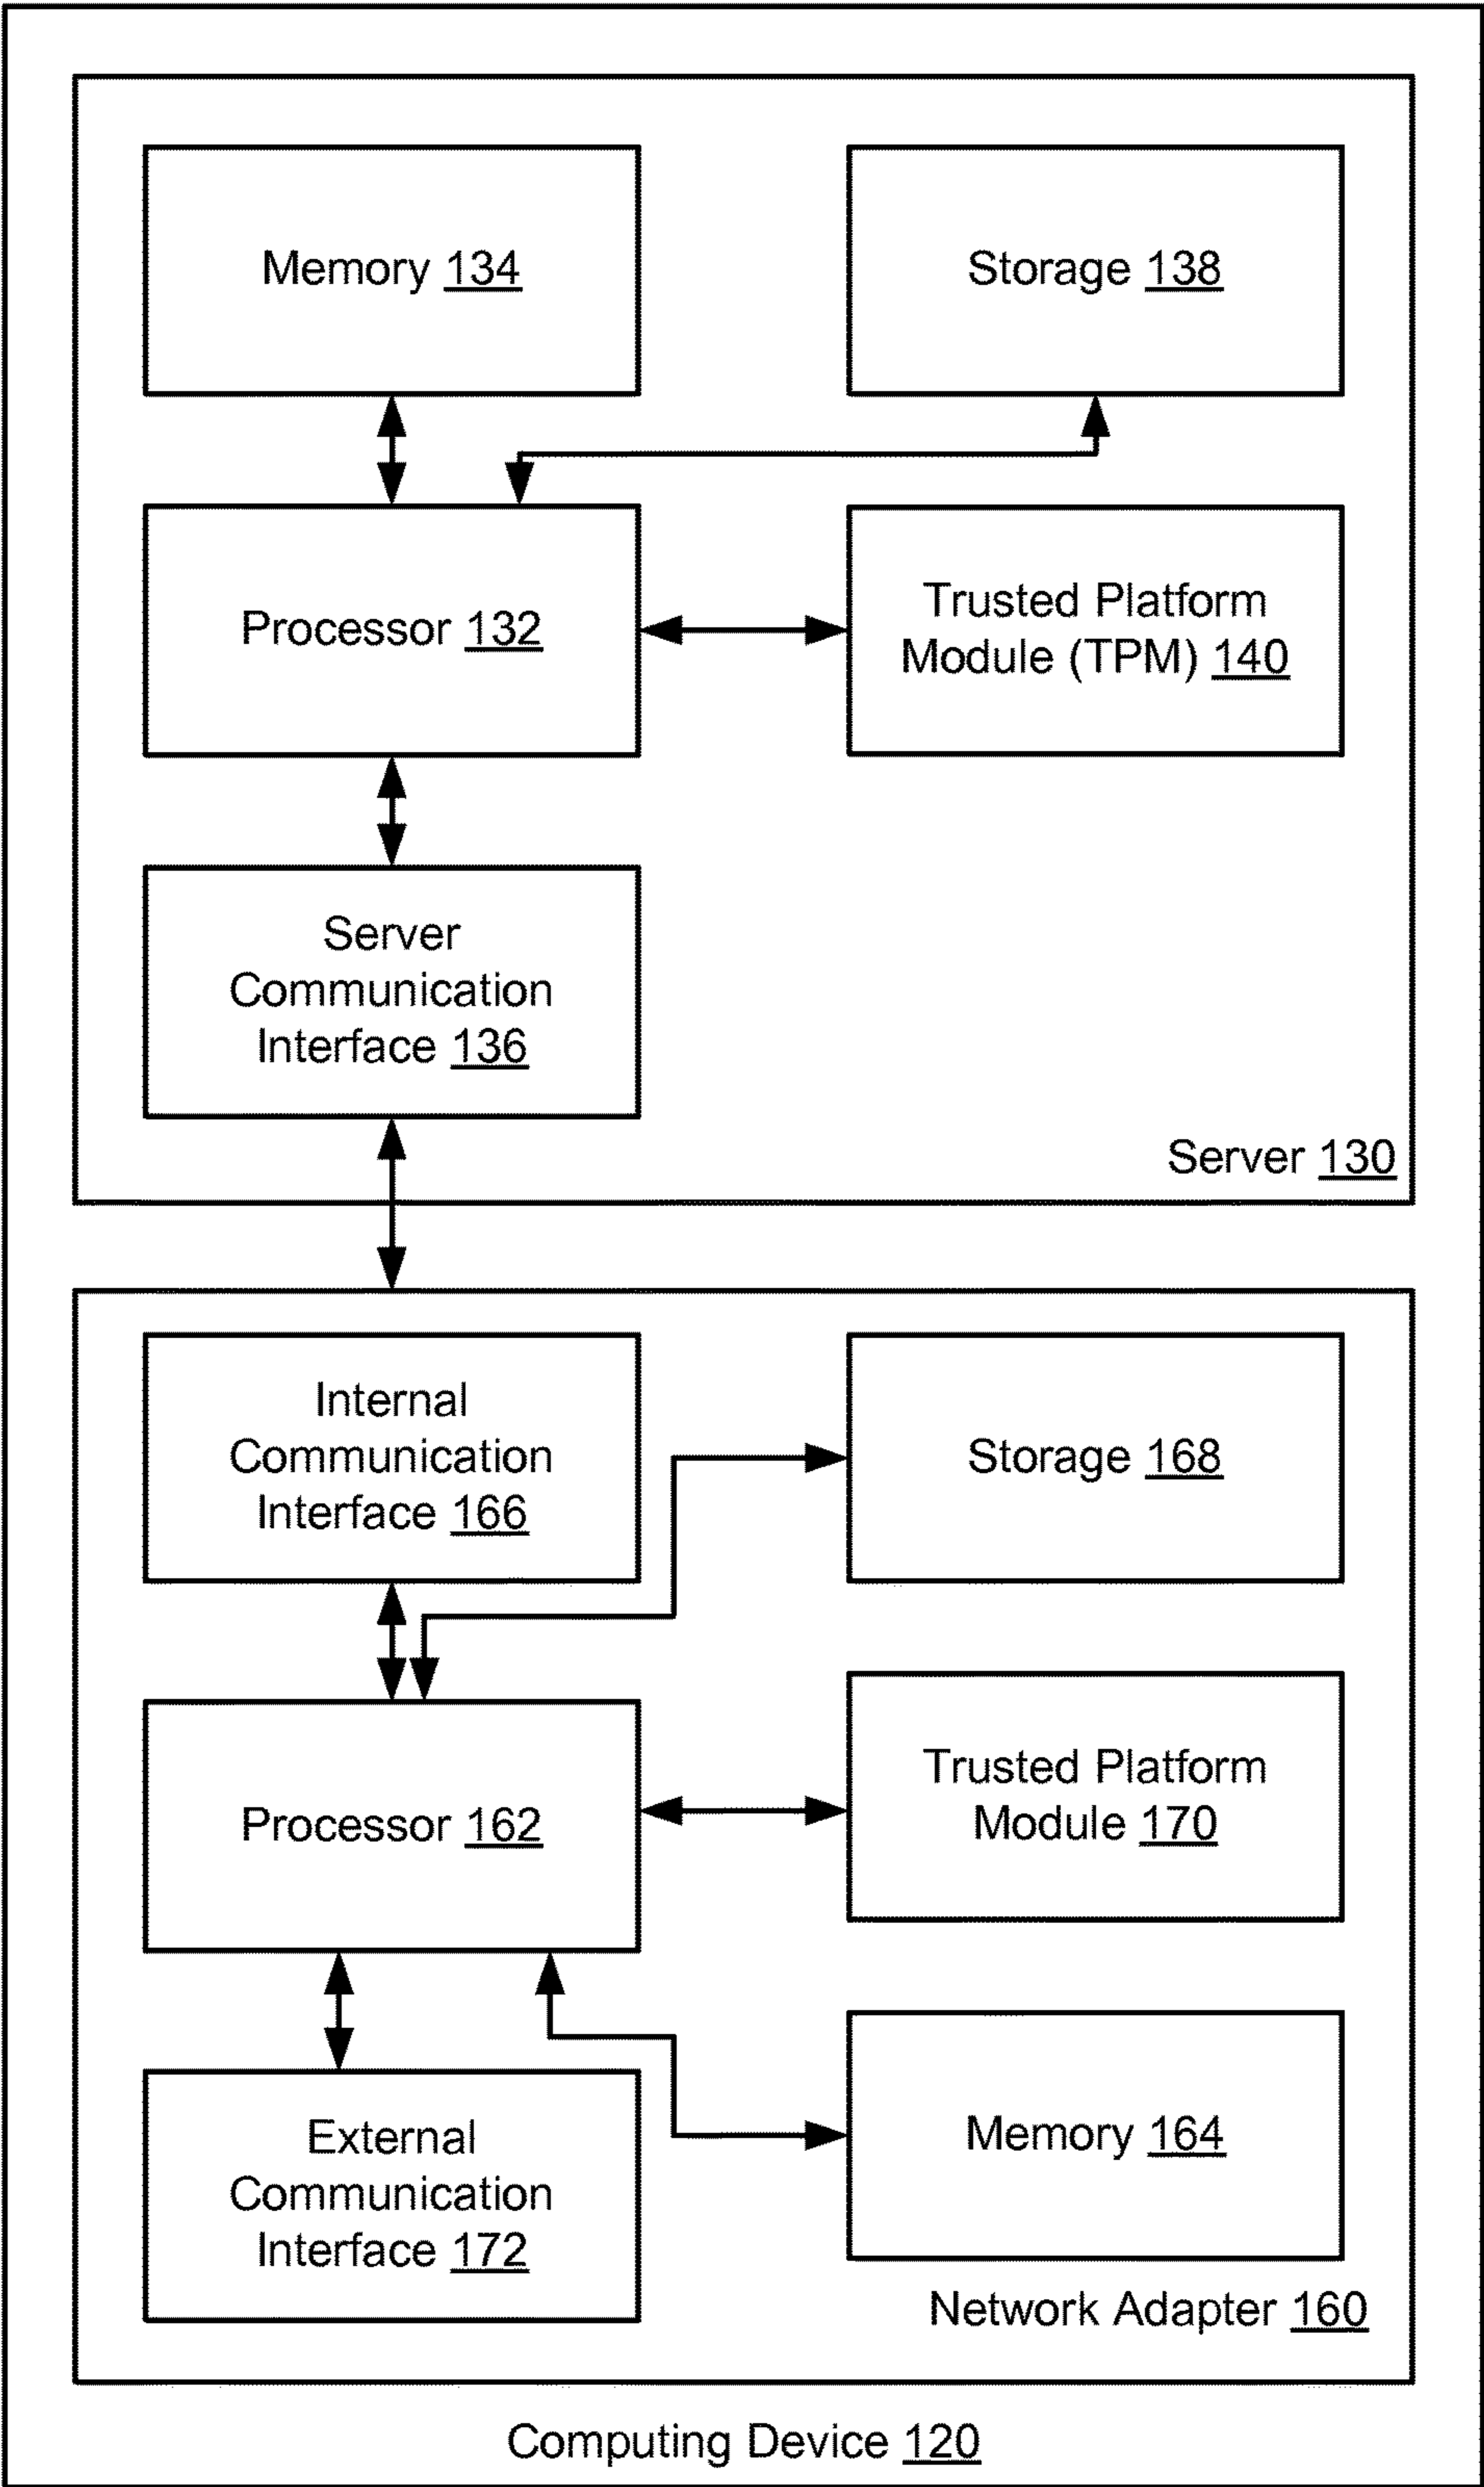 Memory 134
Storage 138
Processor 132
Trusted Platform
Module (TPM) 140
Server
Communication
Interface 136
Server 130
Internal
Communication
Interface 166
Storage 168
Processor 162
Trusted Platform
Module 170
External
Communication
Interface 172
Memory 164
Network Adapter 160
Computing Device 120